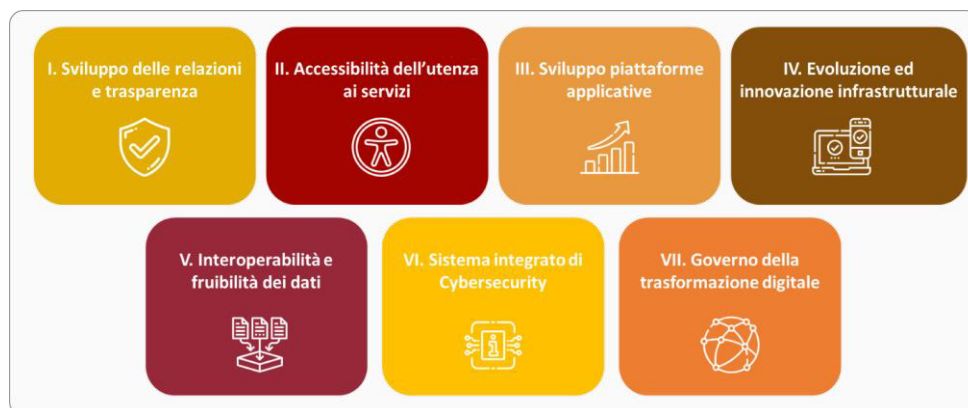 I. Sviluppo delle relazioni
e trasparenza
II. Accessibilità dell'utenza
ai servizi
III. Sviluppo piattaforme
applicative
IV. Evoluzione ed
innovazione infrastrutturale
V. Interoperabilità e
fruibilità dei dati
VI. Sistema integrato di
Cybersecurity
VII. Governo della
trasformazione digitale